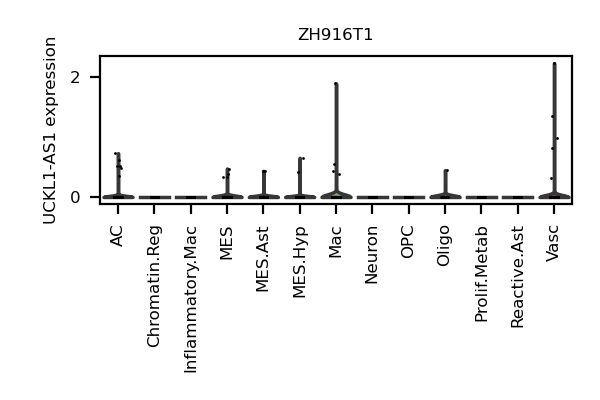 ZH916T1
UCKL1-AS1 expression
2
0
AC
Chromatin.Reg
Inflammatory.Mac
MES
MES.Ast
MES.Hyp
Mac
Neuron
OPC
Oligo
Prolif.Metab
Reactive.Ast
Vasc